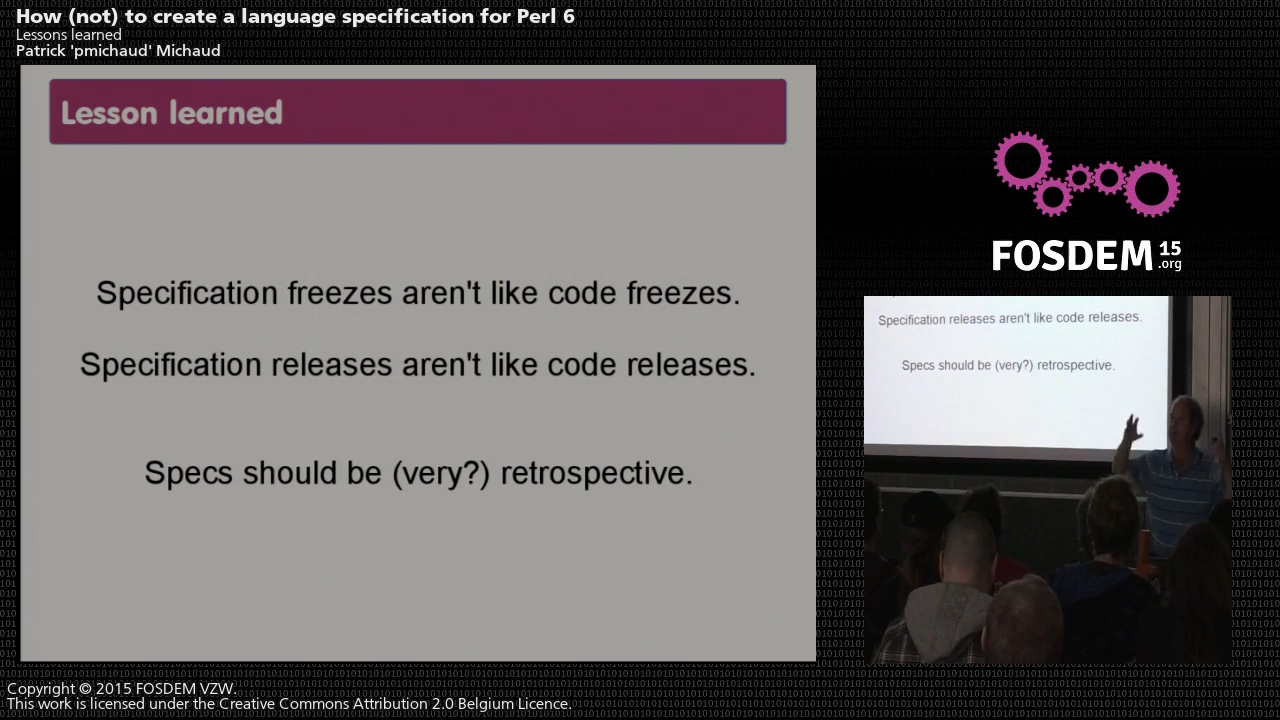 How (not) to create a language specification for Perl 6
Lessons learned
Patrick 'pmichaud' Michaud
Lesson learned
Specification freezes aren't like code freezes.
Specification releases aren't like code releases.
Specs should be (very?) retrospective.
FOSDEM 15
.org
Specification releases aren't like code releases.
Specs should be (very?) retrospective.
Copyright © 2015 FOSDEM VZW.
This work is licensed under the Creative Commons Attribution 2.0 Belgium Licence.